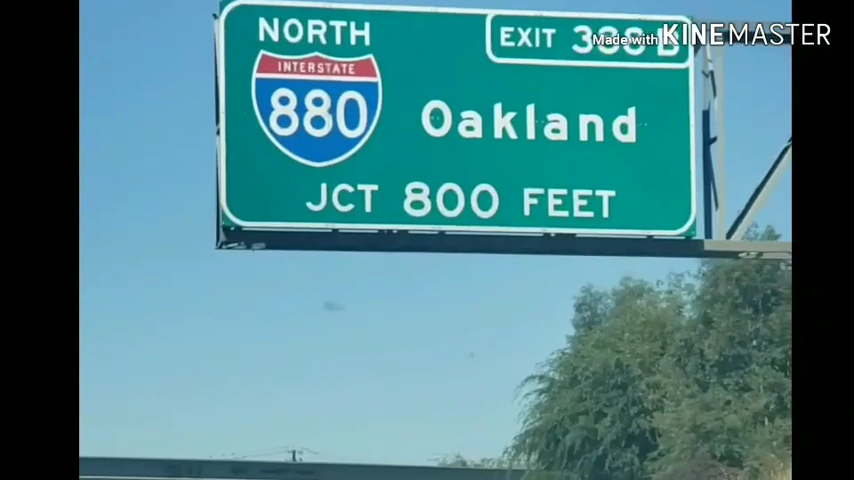 NORTH
EXIT
Made with KINEMASTER
INTERSTATE
880
Oakland
JCT 800 FEET